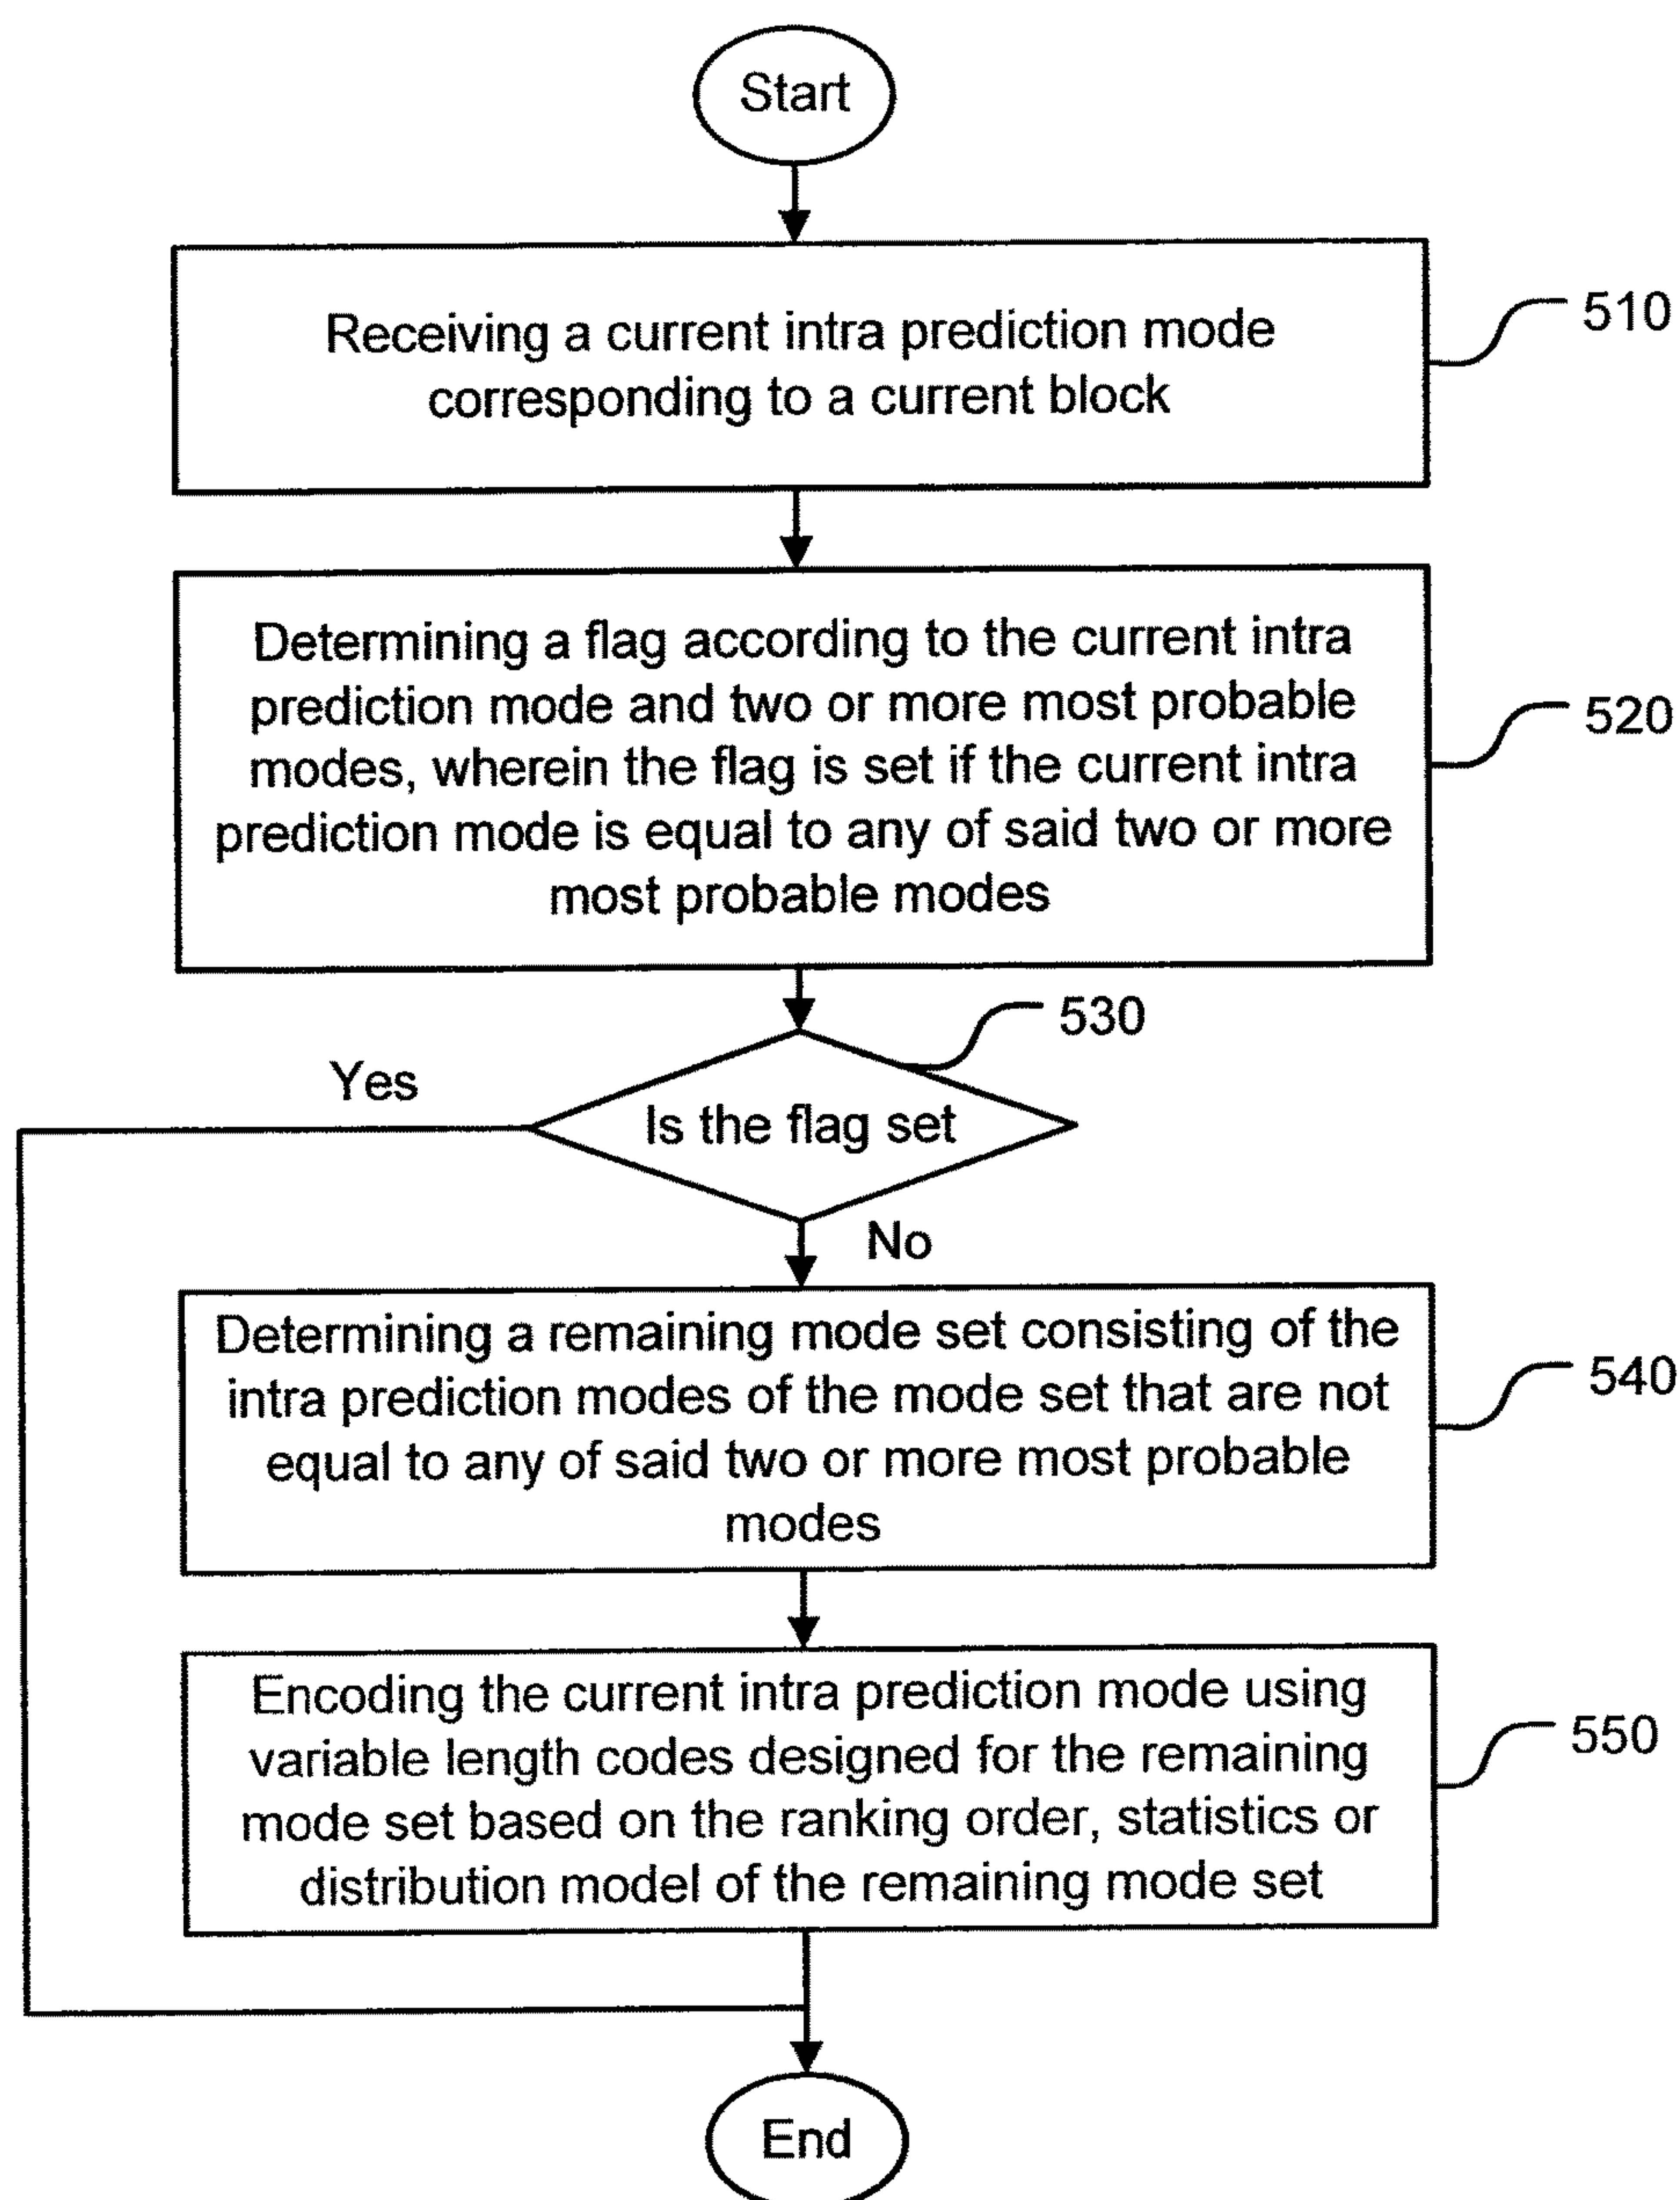 Start
Receiving a current intra prediction mode
corresponding to a current block
510
Determining a flag according to the current intra
prediction mode and two or more most probable
modes, wherein the flag is set if the current intra
prediction mode is equal to any of said two or more
most probable modes
520
530
Yes
Is the flag set
No
Determining a remaining mode set consisting of the
intra prediction modes of the mode set that are not
equal to any of said two or more most probable
modes
540
Encoding the current intra prediction mode using
variable length codes designed for the remaining
mode set based on the ranking order, statistics or
distribution model of the remaining mode set
550
End